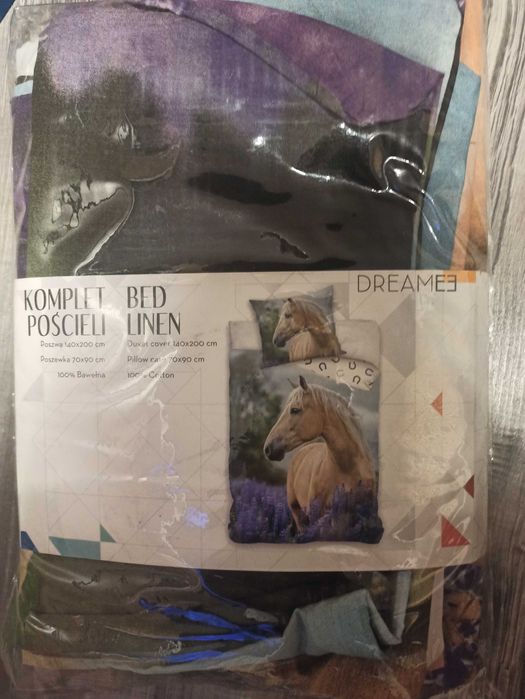 DREAMEE
KOMPLET
POŚCIELI
Poszwa 140x200 cm
Poszewka 70x90 cm
100% Bawełna
BED
LINEN
Duvet cover 140x200 cm
Pillow case 70x90 cm
100% Cotton